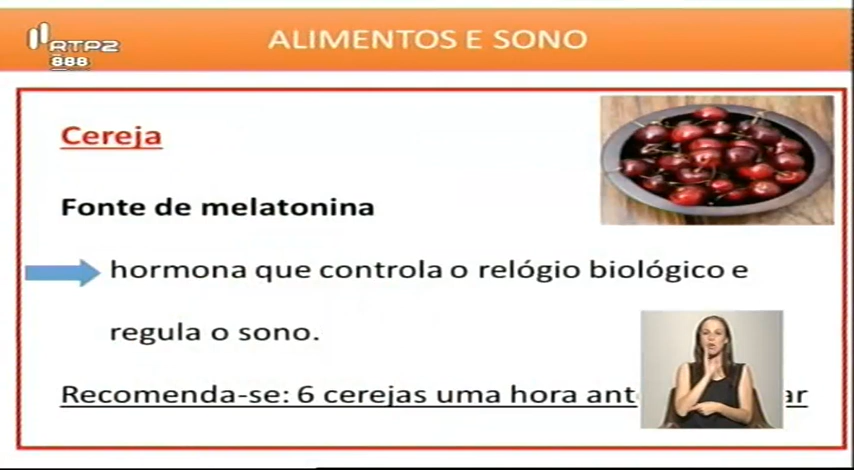 RTP2
888
ALIMENTOS E SONO
Cereja
Fonte de melatonina
hormona que controla o relógio biológico e
regula o sono.
Recomenda-se: 6 cerejas uma hora